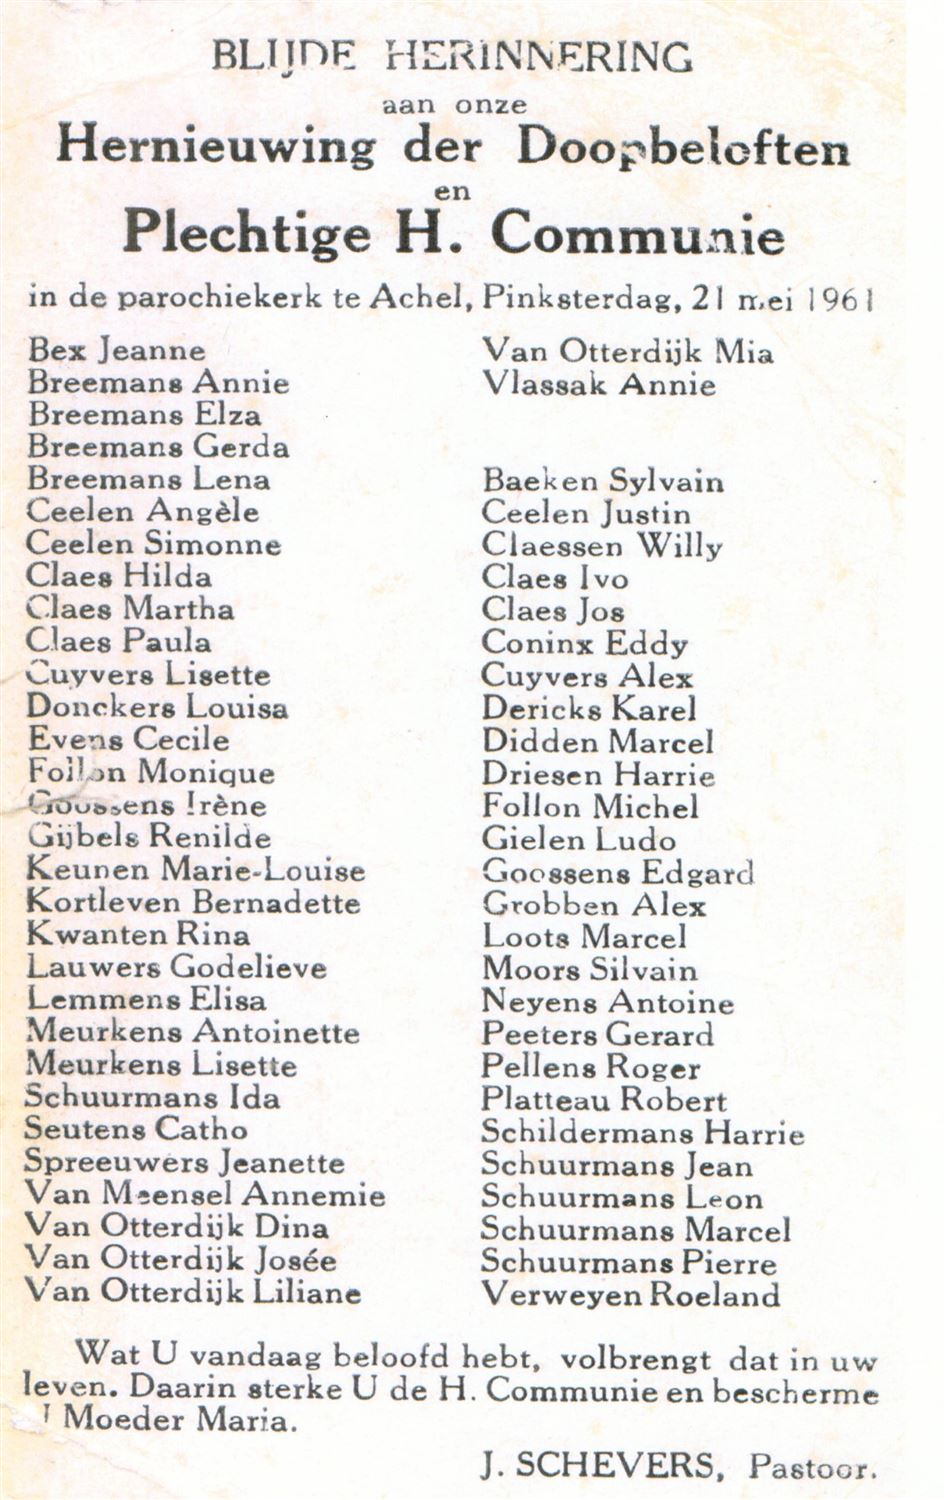 BLIJDE HERINNERING
aan onze
Hernieuwing der Doopbeloften
en
Plechtige H. Communie
in de parochiekerk te Achel, Pinksterdag, 21 mei 1961
Bex Jeanne
Breemans Annie
Breemans Elza
Breemans Gerda
Breemans Lena
Ceelen Angèle
Ceelen Simonne
Claes Hilda
Claes Martha
Claes Paula
Cuyvers Lisette
Donckers Louisa
Evens Cecile
Follon Monique
Goossens Irène
Gijbels Renilde
Keunen Marie-Louise
Kortleven Bernadette
Kwanten Rina
Lauwers Godelieve
Lemmens Elisa
Meurkens Antoinette
Meurkens Lisette
Schuurmans Ida
Seutens Catho
Spreeuwers Jeanette
Van Meensel Annemie
Van Otterdijk Dina
Van Otterdijk Josée
Van Otterdijk Liliane
Van Otterdijk Mia
Vlassak Annie
Baeken Sylvain
Ceelen Justin
Claessen Willy
Claes Ivo
Claes Jos
Coninx Eddy
Cuyvers Alex
Dericks Karel
Didden Marcel
Driesen Harrie
Follon Michel
Gielen Ludo
Goossens Edgard
Grobben Alex
Loots Marcel
Moors Silvain
Neyens Antoine
Peeters Gerard
Pellens Roger
Platteau Robert
Schildermans Harrie
Schuurmans Jean
Schuurmans Leon
Schuurmans Marcel
Schuurmans Pierre
Verweyen Roeland
Wat U vandaag beloofd hebt, volbrengt dat in uw
leven. Daarin sterke U de H. Communie en bescherme
U Moeder Maria.
J. SCHEVERS, Pastoor.